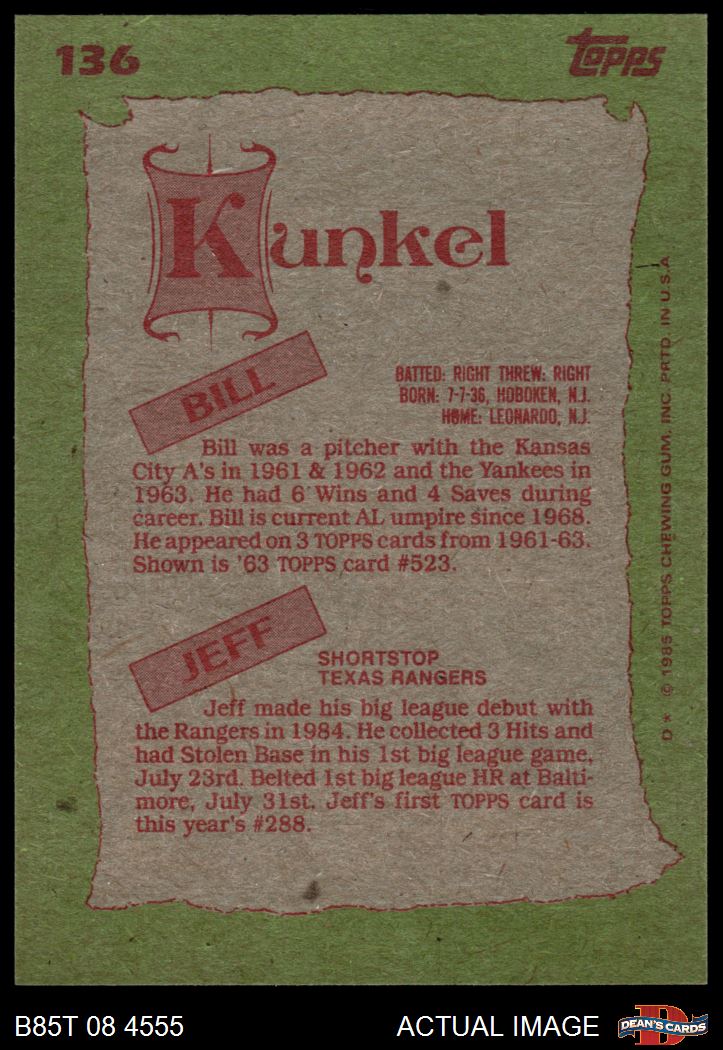 136
TOPPS
Kunkel
BILL
BATTED: RIGHT THREW: RIGHT
BORN: 7-7-36, HOBOKEN, N.J.
HOME: LEONARDO, N.J.
Bill was a pitcher with the Kansas
City A's in 1961 & 1962 and the Yankees in
1963. He had 6 Wins and 4 Saves during
career. Bill is current AL umpire since 1968.
He appeared on 3 TOPPS cards from 1961-63.
Shown is '63 TOPPS card #523.
JEFF
SHORTSTOP
TEXAS RANGERS
Jeff made his big league debut with
the Rangers in 1984. He collected 3 Hits and
had Stolen Base in his 1st big league game,
July 23rd. Belted 1st big league HR at Balti-
more, July 31st. Jeff's first TOPPS card is
this year's #288.
D* © 1985 TOPPS CHEWING GUM, INC. PRTD. IN U.S.A.
B85T 08 4555
ACTUAL IMAGE
D
DEAN'S CARDS